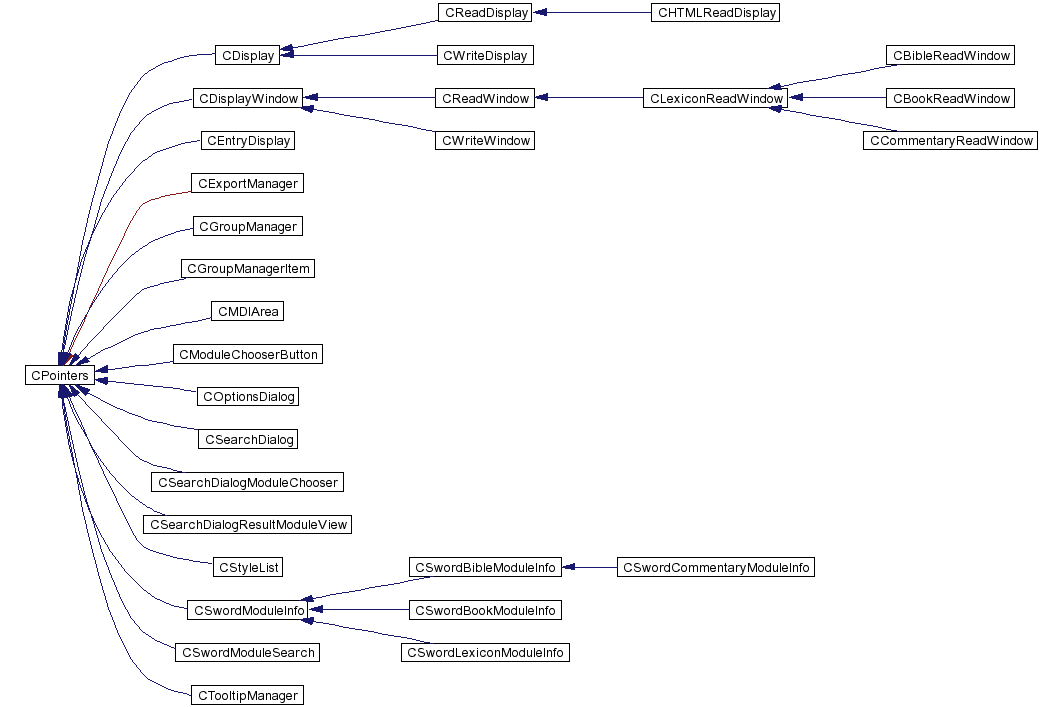 CReadDisplay
CHTMLReadDisplay
CDisplay
CWriteDisplay
CBibleReadWindow
CDisplayWindow
CReadWindow
CLexiconReadWindow
CBookReadWindow
CEntryDisplay
CWriteWindow
CCommentaryReadWindow
CExportManager
CGroupManager
CGroupManagerItem
CMDIArea
CModuleChooserButton
CPointers
COptionsDialog
CSearchDialog
CSearchDialogModuleChooser
CSearchDialogResultModuleView
CStyleList
CSwordBibleModuleInfo
CSwordCommentaryModuleInfo
CSwordModuleInfo
CSwordBookModuleInfo
CSwordModuleSearch
CSwordLexiconModuleInfo
CTooltipManager